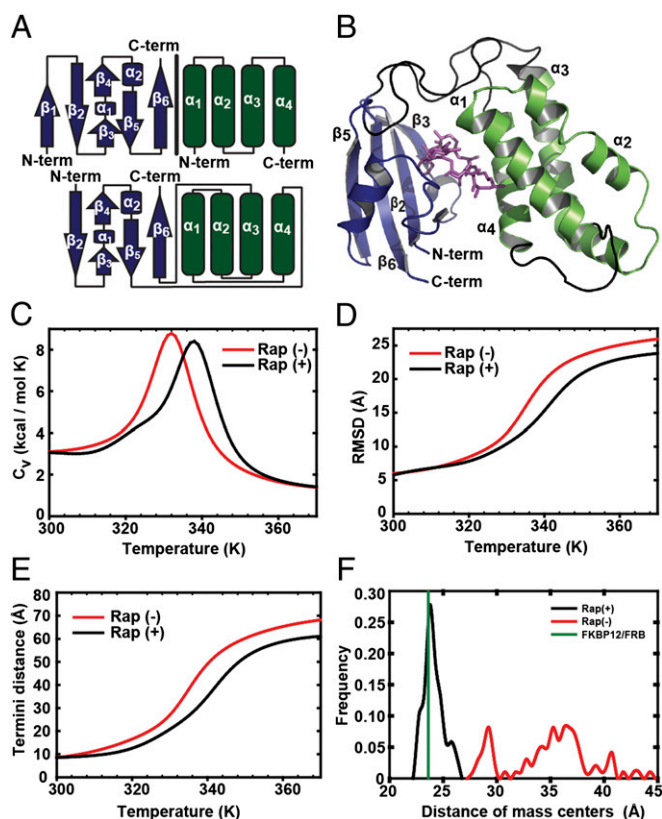 A
C-term
β1
β2
β4
α1
β3
α2
β5
β6
α1
α2
α3
α4
N-term
N-term
C-term
N-term
C-term
β2
β4
α1
β3
α2
β5
β6
α1
α2
α3
α4
B
α3
α1
β3
β5
α2
β2
α4
N-term
β6
C-term
C
Rap (-)
Rap (+)
8
6
4
2
0
300 320 340 360
Cv (kcal / mol K)
Temperature (K)
D
Rap (-)
Rap (+)
25
20
15
10
5
0
300 320 340 360
RMSD (Å)
Temperature (K)
E
Rap (-)
Rap (+)
80
70
60
50
40
30
20
10
0
300 320 340 360
Termini distance (Å)
Temperature (K)
F
Rap(+)
Rap(-)
FKBP12/FRB
0.30
0.25
0.20
0.15
0.10
0.05
0
20 25 30 35 40 45
Frequency
Distance of mass centers (Å)